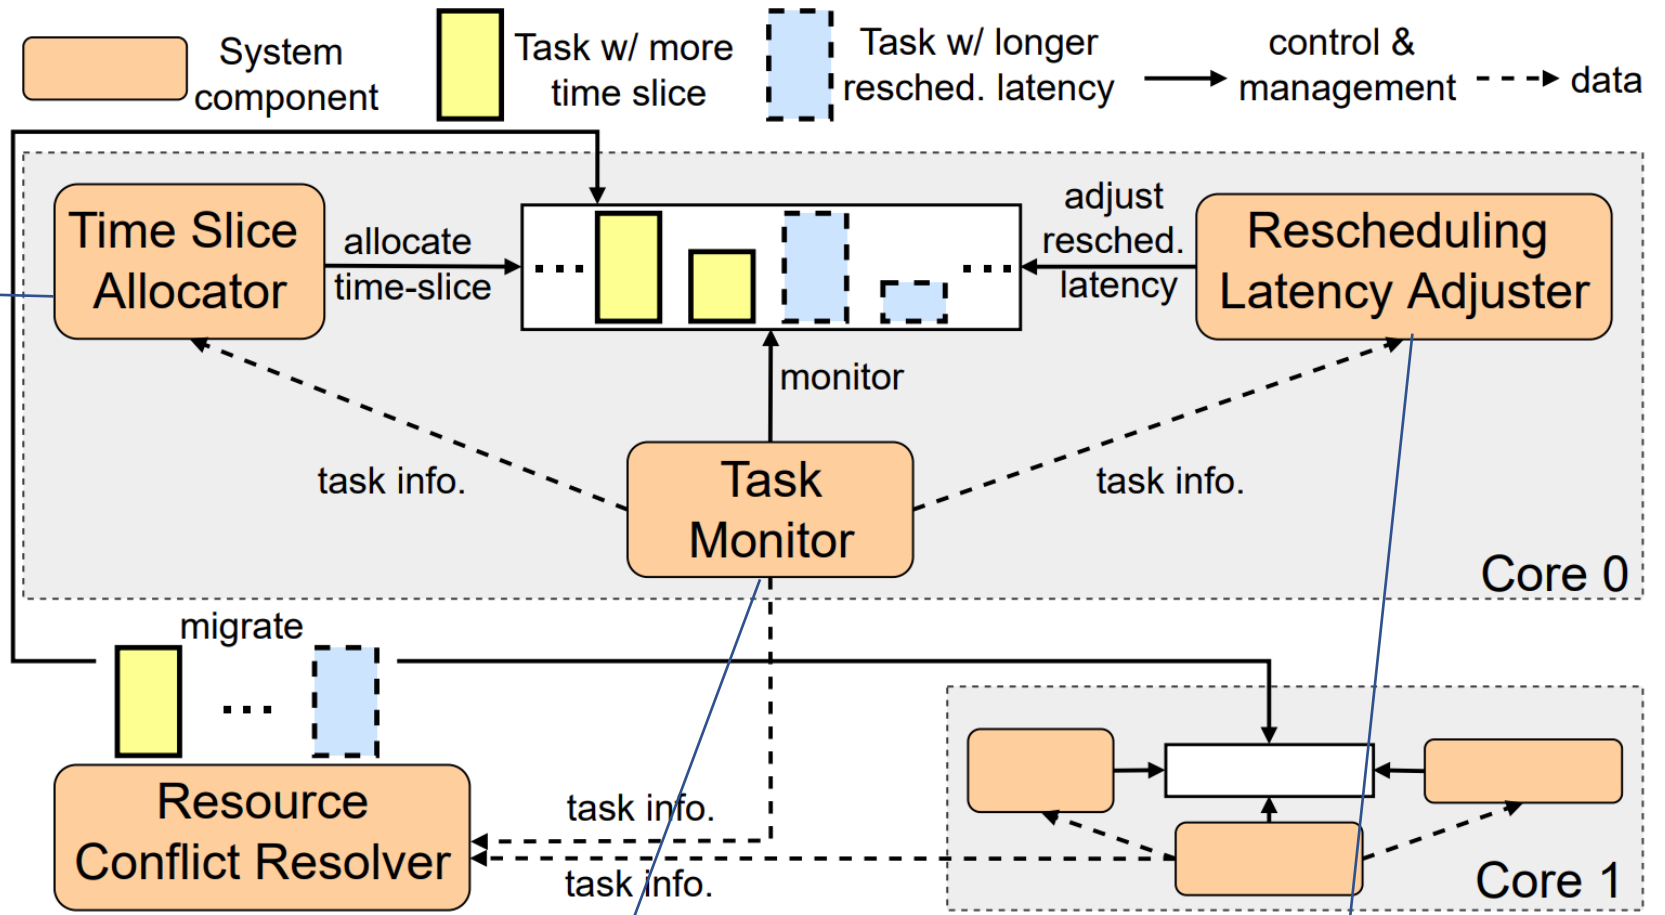 System
component
Task w/ more
time slice
Task w/ longer
resched. latency
control &
management
data
Time Slice
Allocator
allocate
time-slice
adjust
resched.
latency
Rescheduling
Latency Adjuster
monitor
task info.
task info.
Task
Monitor
Core 0
migrate
Resource
Conflict Resolver
task info.
task info.
Core 1